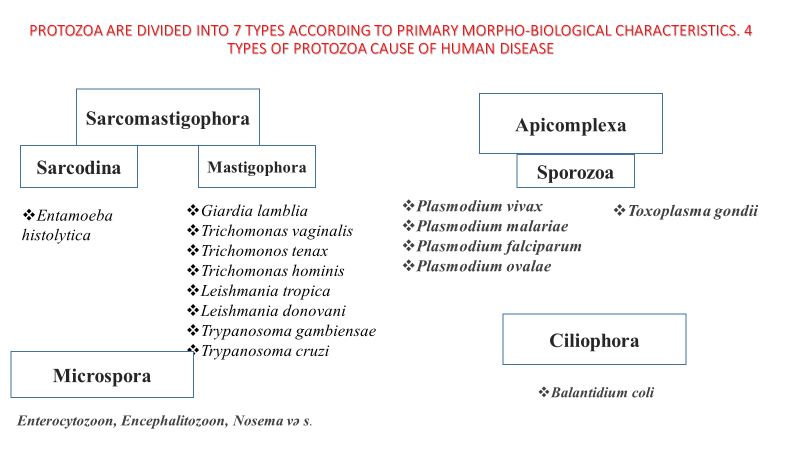 PROTOZOA ARE DIVIDED INTO 7 TYPES ACCORDING TO PRIMARY MORPHO-BIOLOGICAL CHARACTERISTICS. 4
TYPES OF PROTOZOA CAUSE OF HUMAN DISEASE
Sarcomastigophora
Sarcodina
Mastigophora
❖Entamoeba
histolytica
❖Giardia lamblia
❖Trichomonas vaginalis
❖Trichomonos tenax
❖Trichomonas hominis
❖Leishmania tropica
❖Leishmania donovani
❖Trypanosoma gambiensae
❖Trypanosoma cruzi
Microspora
Enterocytozoon, Encephalitozoon, Nosema və s.
Apicomplexa
Sporozoa
❖Plasmodium vivax
❖Plasmodium malariae
❖Plasmodium falciparum
❖Plasmodium ovalae
❖Toxoplasma gondii
Ciliophora
❖Balantidium coli